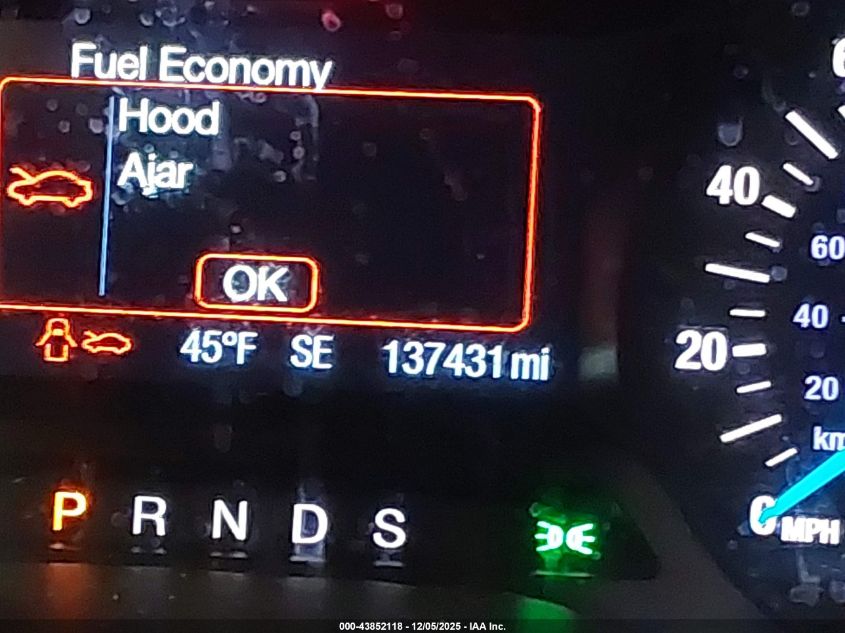 Fuel Economy
Hood
Ajar
OK
45°F SE 137431 mi
P R N D S
40
20
0 MPH
60
40
20
000-43852118 - 12/05/2025 - IAA Inc.